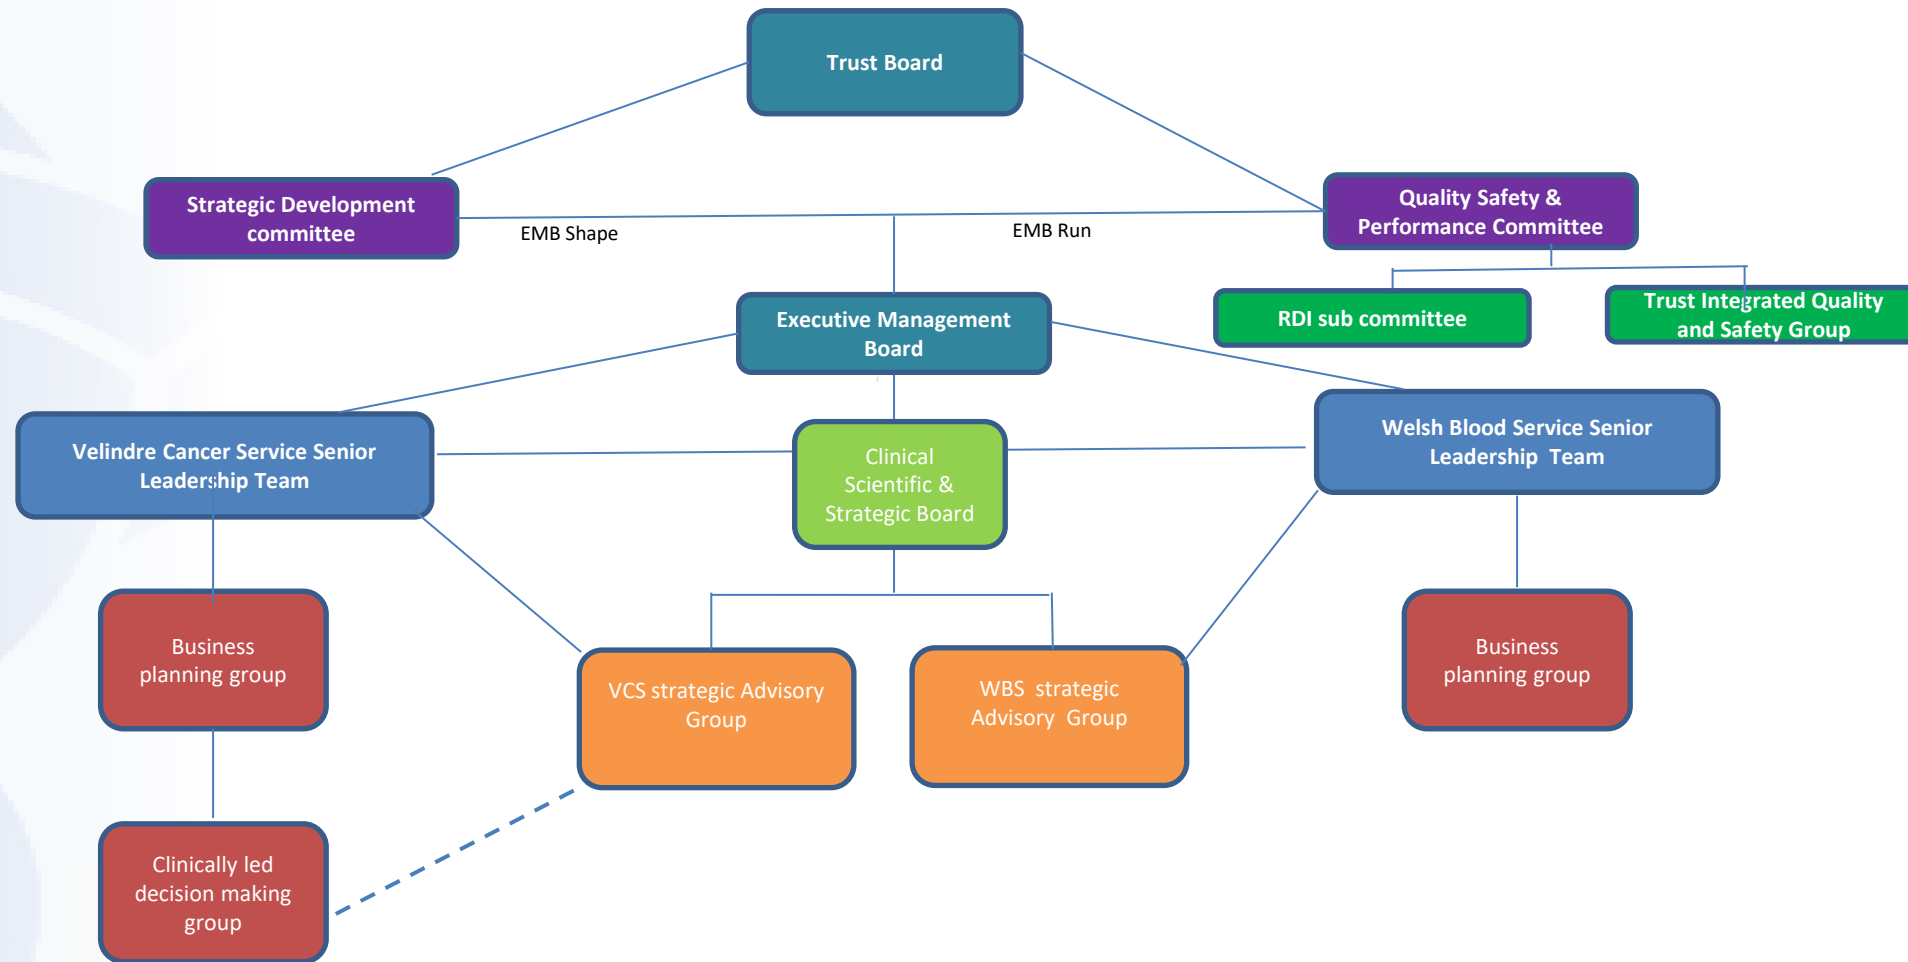 Trust Board
Strategic Development
committee
Quality Safety &
Performance Committee
EMB Shape
EMB Run
Executive Management
Board
RDI sub committee
Trust Integrated Quality
and Safety Group
Velindre Cancer Service Senior
Leadership Team
Clinical
Scientific &
Strategic Board
Welsh Blood Service Senior
Leadership Team
Business
planning group
VCS strategic Advisory
Group
WBS strategic
Advisory Group
Business
planning group
Clinically led
decision making
group